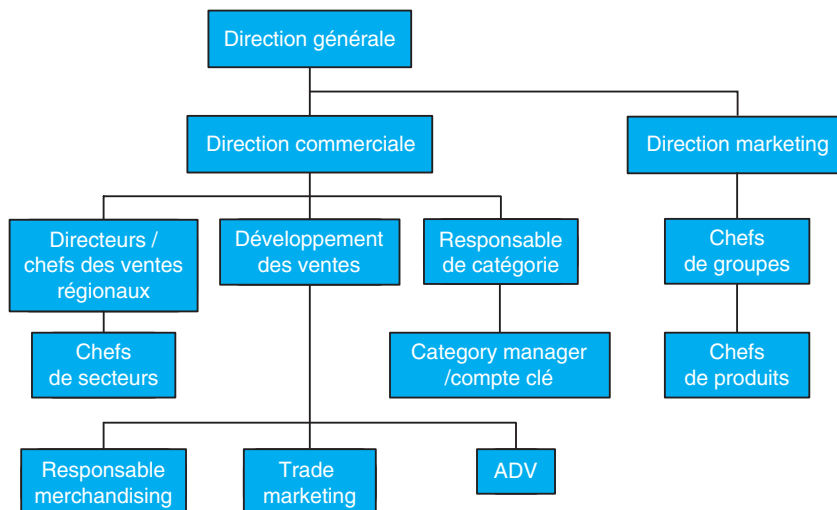 Direction générale
Direction commerciale
Direction marketing
Directeurs /
chefs des ventes
régionaux
Développement
des ventes
Responsable
de catégorie
Chefs
de groupes
Chefs
de secteurs
Category manager
/compte clé
Chefs
de produits
Responsable
merchandising
Trade
marketing
ADV